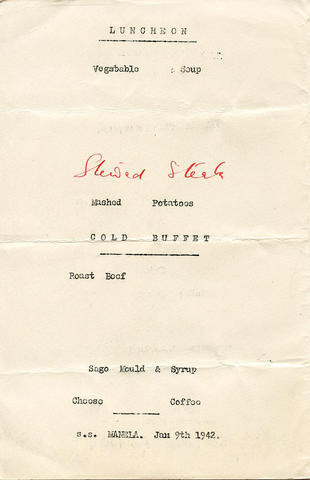 LUNCHEON
Vegetable Soup
Stewed Steak
Mashed Potatoes
COLD BUFFET
Roast Beef
Sago Mould & Syrup
Cheese Coffee
s.s. MANELA. Jan 9th 1942.